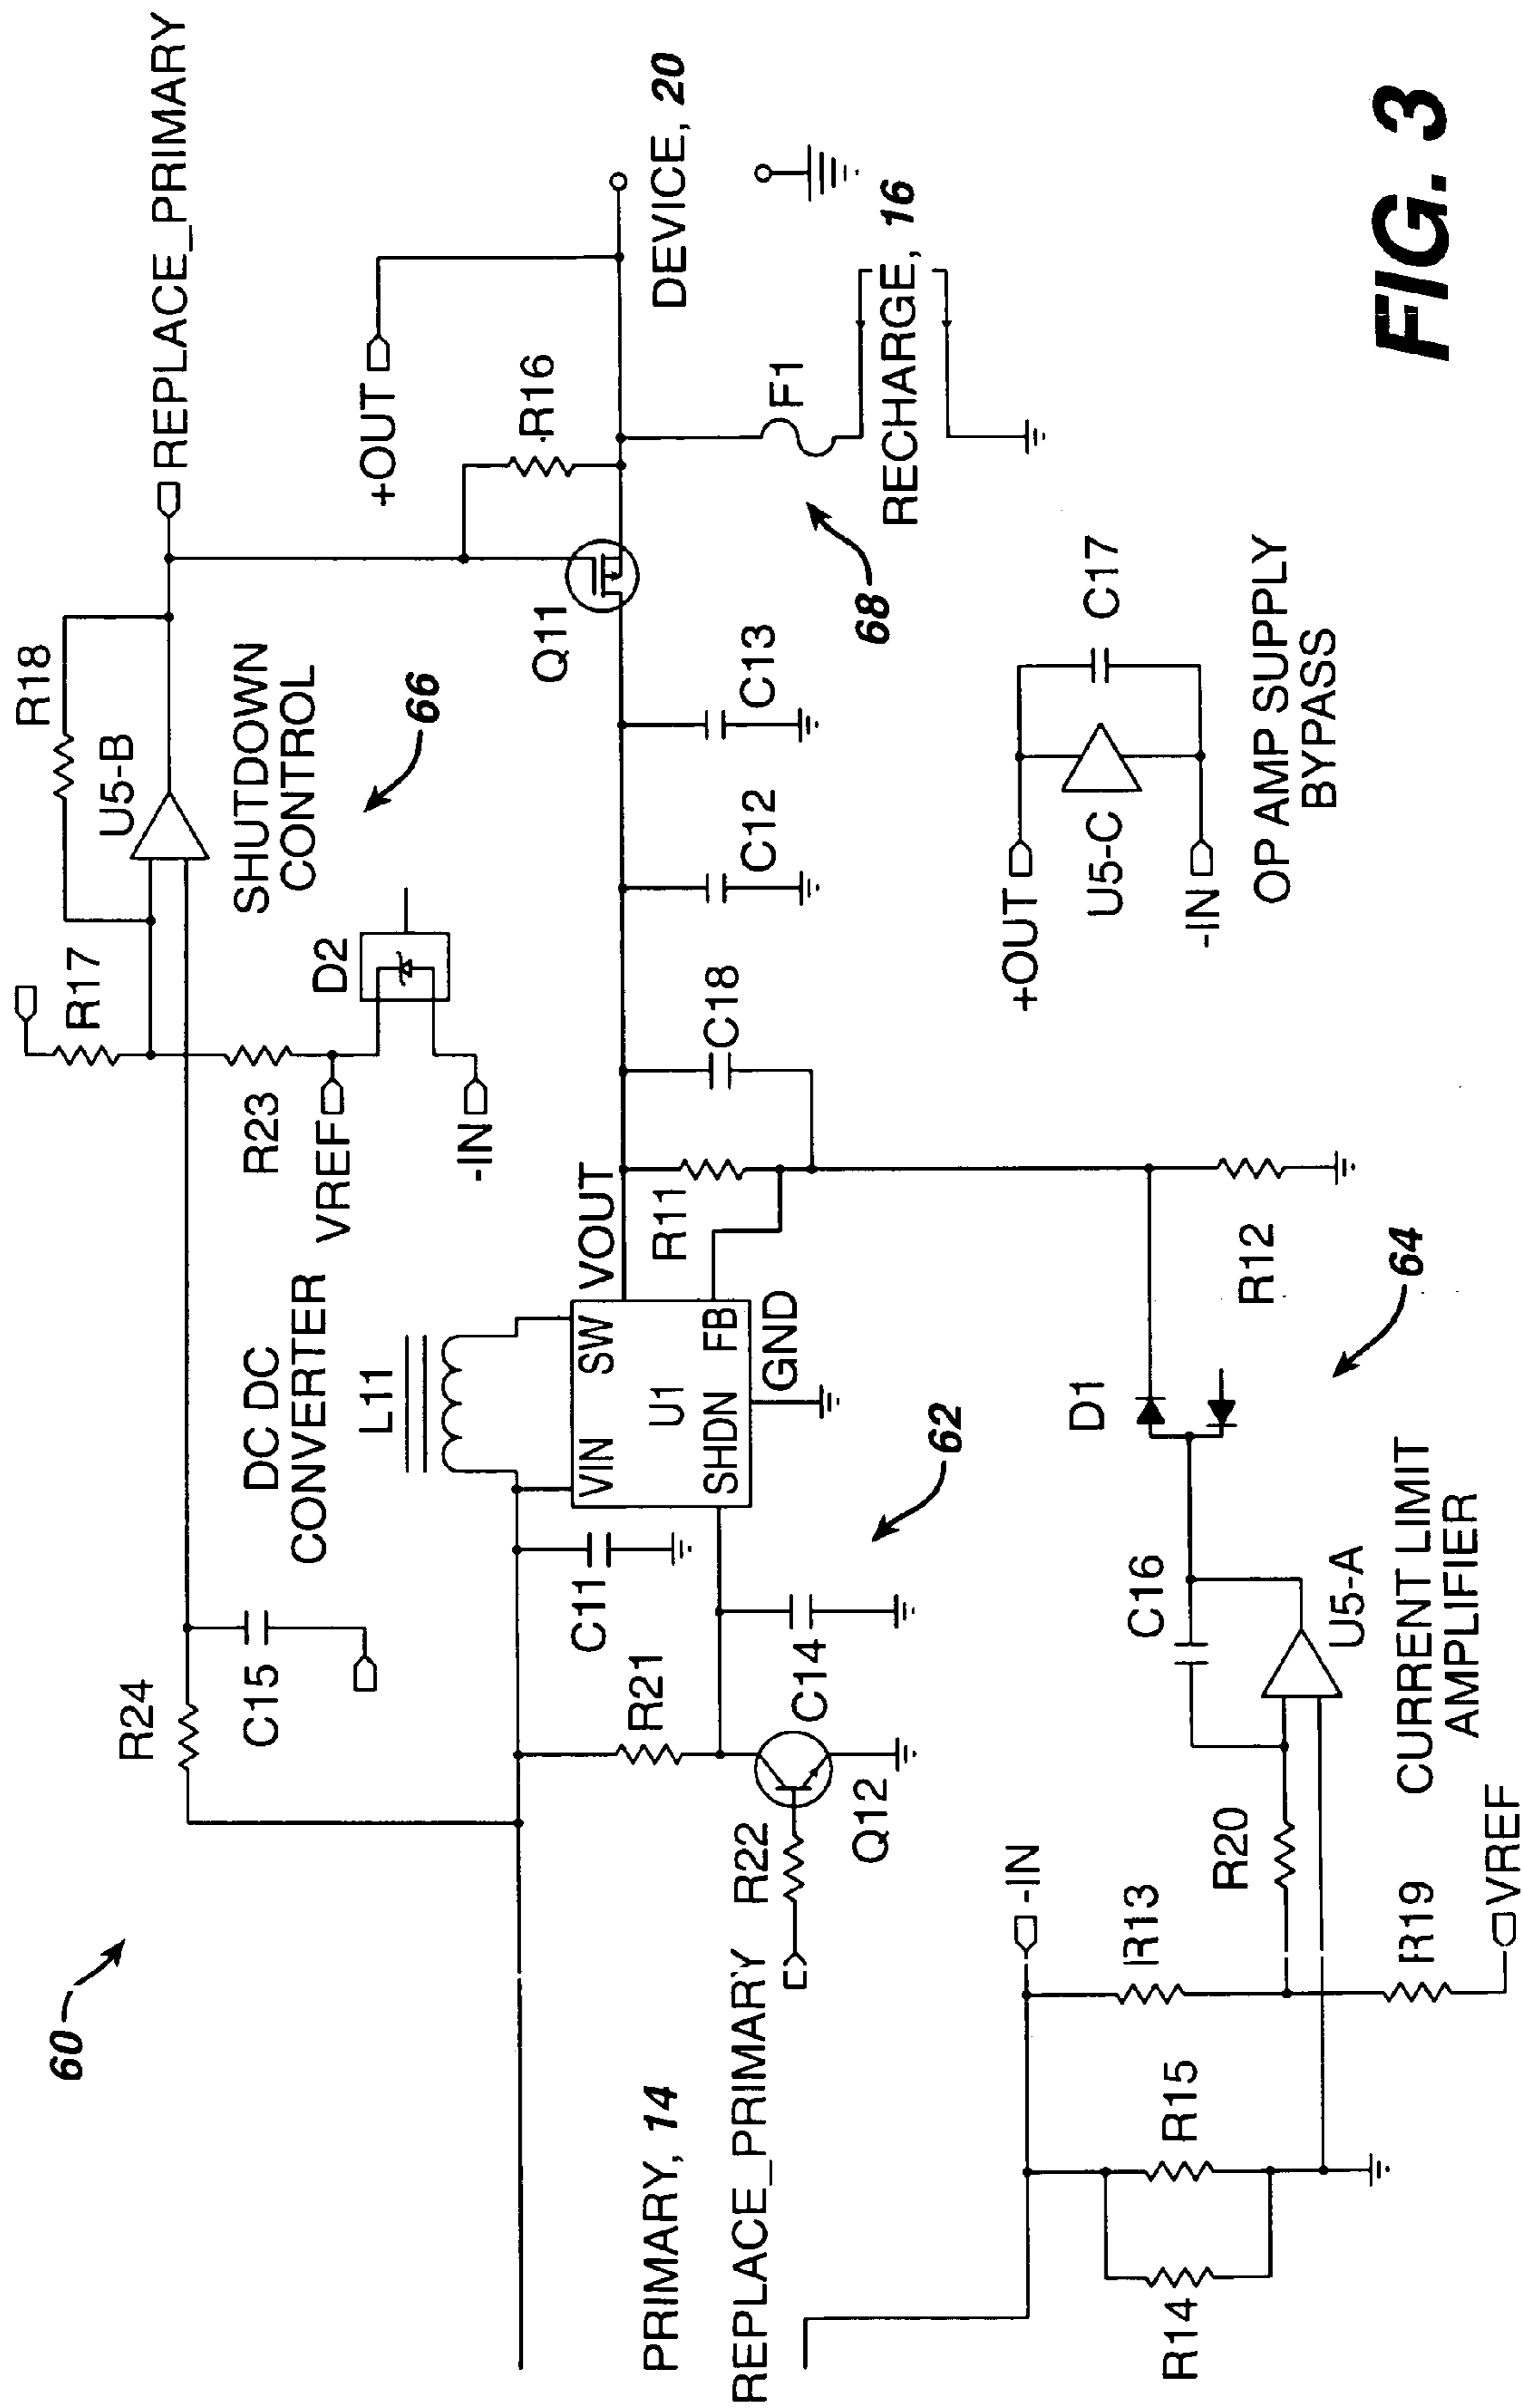 60
R24
C15
DC DC
CONVERTER
L11
R17
R23
VREF
-IN
D2
R18
U5-B
SHUTDOWN
CONTROL
66
REPLACE_PRIMARY
+OUT
R16
Q11
DEVICE, 20
F1
RECHARGE, 16
68
C13
C12
C18
VOUT
R11
VIN
SW
U1
SHDN
FB
GND
C11
R21
C14
62
R22
Q12
PRIMARY, 14
REPLACE_PRIMARY
-IN
R13
R15
R14
R20
R19
VREF
C16
U5-A
CURRENT LIMIT
AMPLIFIER
D1
64
R12
+OUT
U5-C
-IN
C17
OP AMP SUPPLY
BYPASS
FIG. 3